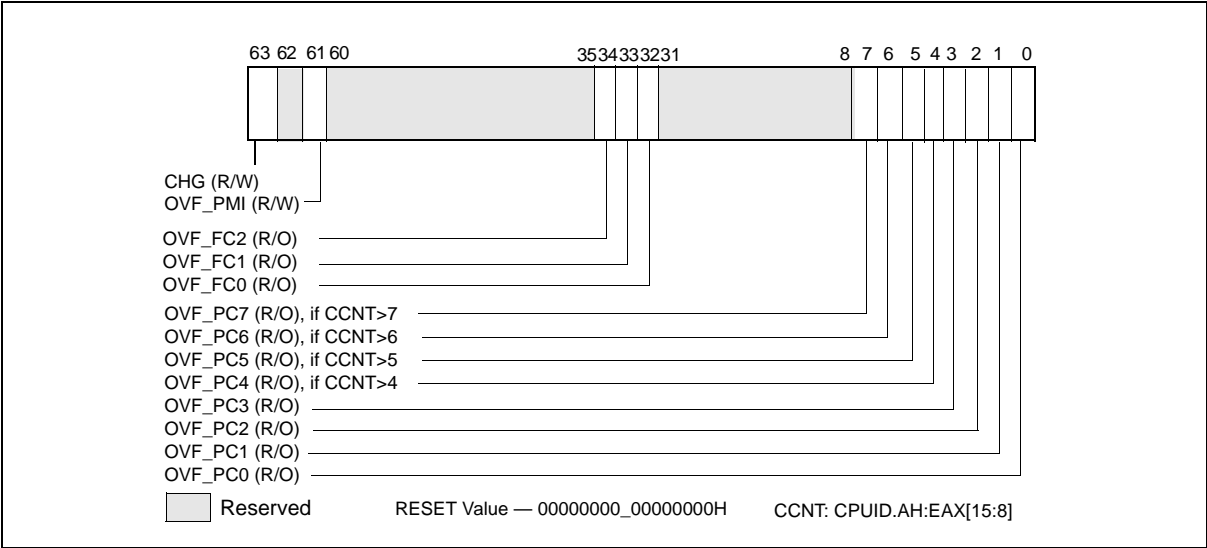 63 62 61 60 35 34 33 32 31 8 7 6 5 4 3 2 1 0
CHG (R/W)
OVF_PMI (R/W)
OVF_FC2 (R/O)
OVF_FC1 (R/O)
OVF_FC0 (R/O)
OVF_PC7 (R/O), if CCNT>7
OVF_PC6 (R/O), if CCNT>6
OVF_PC5 (R/O), if CCNT>5
OVF_PC4 (R/O), if CCNT>4
OVF_PC3 (R/O)
OVF_PC2 (R/O)
OVF_PC1 (R/O)
OVF_PC0 (R/O)
Reserved RESET Value — 00000000_00000000H CCNT: CPUID.AH:EAX[15:8]